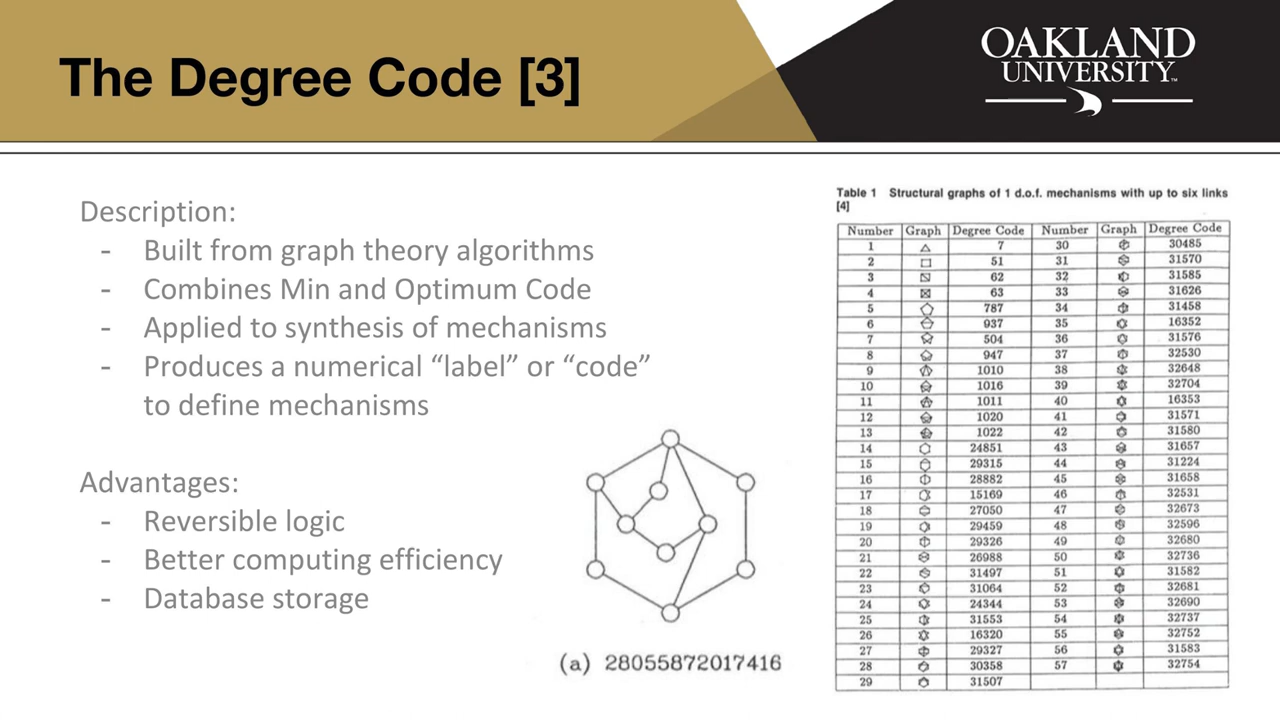 The Degree Code [3]
OAKLAND
UNIVERSITY™
Description:
- Built from graph theory algorithms
- Combines Min and Optimum Code
- Applied to synthesis of mechanisms
- Produces a numerical “label” or “code”
to define mechanisms
Advantages:
- Reversible logic
- Better computing efficiency
- Database storage
(a) 28055872017416
Table 1 Structural graphs of 1 d.o.f. mechanisms with up to six links
[4]
Number Graph Degree Code Number Graph Degree Code
1 7 30 30485
2 51 31 31570
3 62 32 31585
4 63 33 31626
5 787 34 31458
6 937 35 16352
7 504 36 31576
8 947 37 32530
9 1010 38 32648
10 1016 39 32704
11 1011 40 16353
12 1020 41 31571
13 1022 42 31580
14 24851 43 31657
15 29315 44 31224
16 28882 45 31658
17 15169 46 32531
18 27050 47 32673
19 29459 48 32596
20 29326 49 32680
21 26988 50 32736
22 31497 51 31582
23 31064 52 32681
24 24344 53 32690
25 31553 54 32737
26 16320 55 32752
27 29327 56 31583
28 30358 57 32754
29 31507